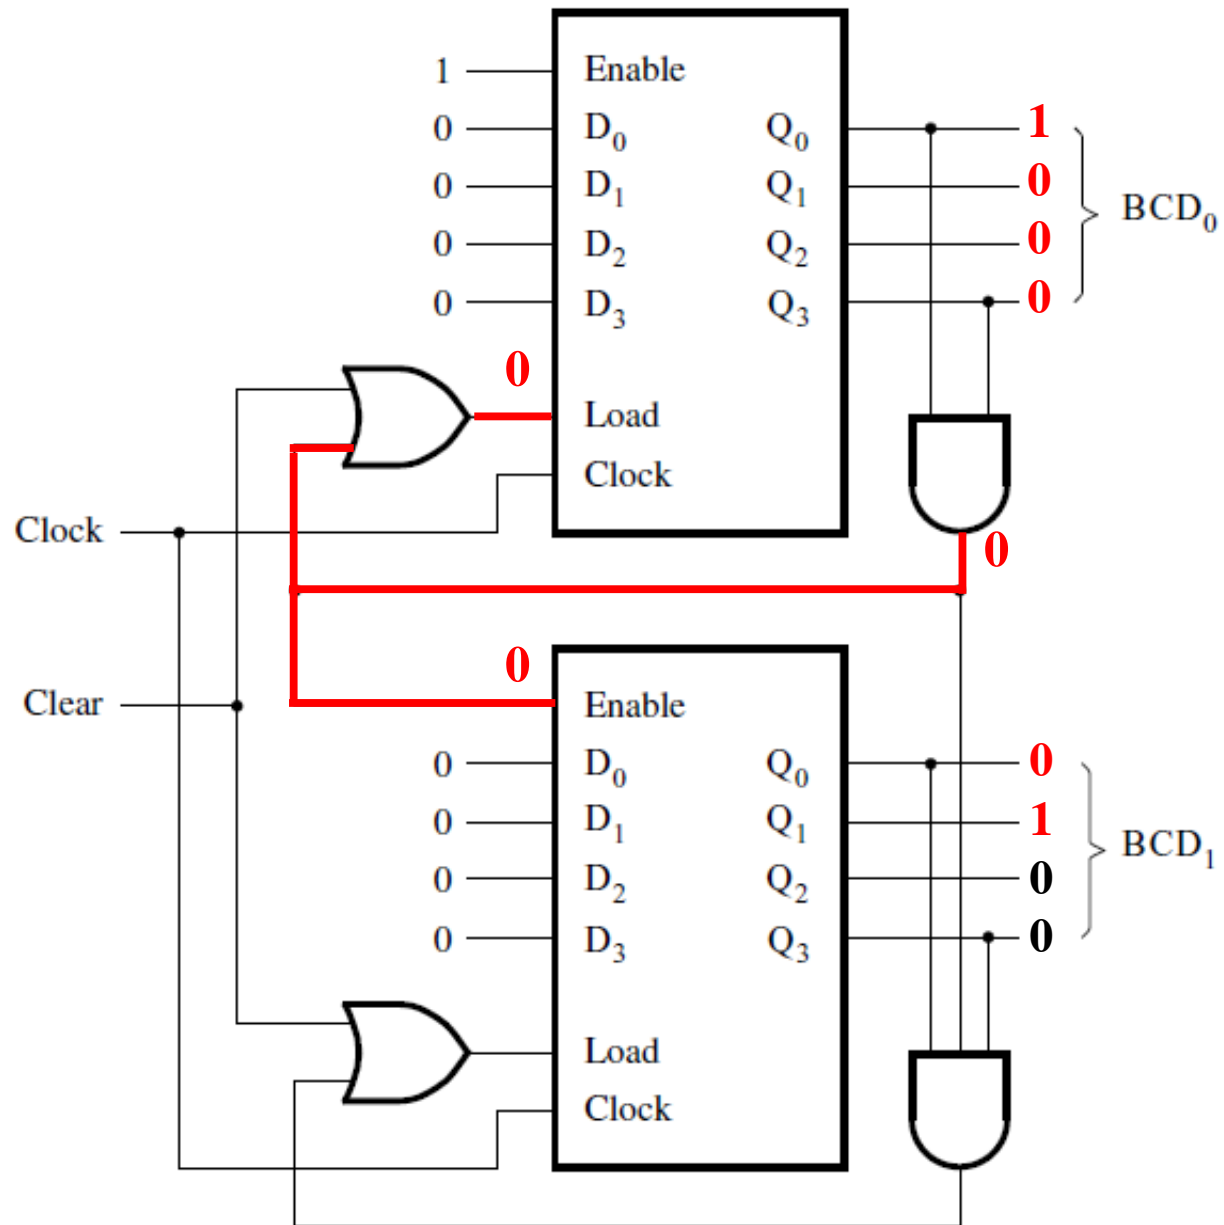 1 Enable
0 D0 Q0 1
0 D1 Q1 0
BCD0
0 D2 Q2 0
0 D3 Q3 0
0
Load
Clock
Clock
0
0
Clear
Enable
0 D0 Q0 0
0 D1 Q1 1
BCD1
0 D2 Q2 0
0 D3 Q3 0
Load
Clock